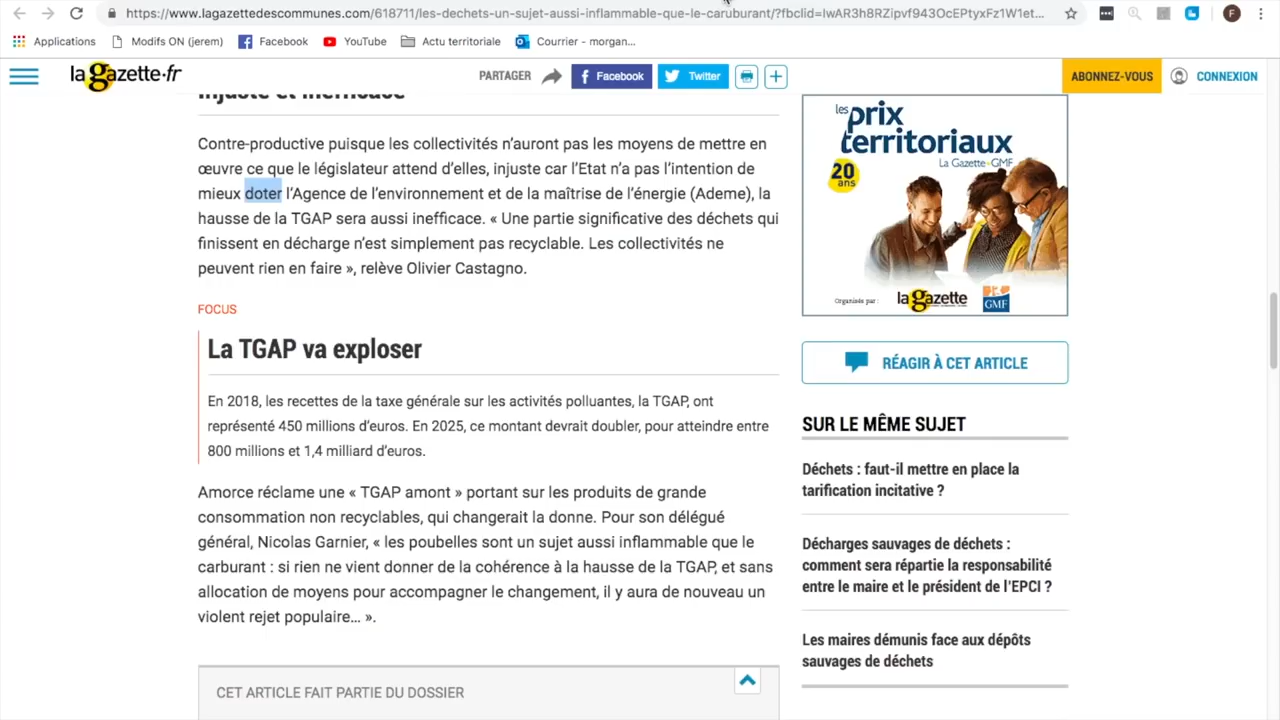 https://www.lagazettedescommunes.com/618711/les-dechets-un-sujet-aussi-inflammable-que-le-caruburant/?fbclid=IwAR3h8RZipvf943OcEPtyxFz1W1et...
F
Applications
Modifs ON (jerem)
Facebook
YouTube
Actu territoriale
Courrier - morgan...
la gazette.fr
PARTAGER
Facebook
Twitter
ABONNEZ-VOUS
CONNEXION
Injuste et inefficace
Contre-productive puisque les collectivités n’auront pas les moyens de mettre en
œuvre ce que le législateur attend d’elles, injuste car l’Etat n’a pas l’intention de
mieux doter l’Agence de l’environnement et de la maîtrise de l’énergie (Ademe), la
hausse de la TGAP sera aussi inefficace. « Une partie significative des déchets qui
finissent en décharge n’est simplement pas recyclable. Les collectivités ne
peuvent rien en faire », relève Olivier Castagno.
FOCUS
La TGAP va exploser
En 2018, les recettes de la taxe générale sur les activités polluantes, la TGAP, ont
représenté 450 millions d’euros. En 2025, ce montant devrait doubler, pour atteindre entre
800 millions et 1,4 milliard d’euros.
Amorce réclame une « TGAP amont » portant sur les produits de grande
consommation non recyclables, qui changerait la donne. Pour son délégué
général, Nicolas Garnier, « les poubelles sont un sujet aussi inflammable que le
carburant : si rien ne vient donner de la cohérence à la hausse de la TGAP, et sans
allocation de moyens pour accompagner le changement, il y aura de nouveau un
violent rejet populaire… ».
CET ARTICLE FAIT PARTIE DU DOSSIER
les prix
territoriaux
La Gazette GMF
20
ans
Organisés par :
la gazette
GMF
RÉAGIR À CET ARTICLE
SUR LE MÊME SUJET
Déchets : faut-il mettre en place la
tarification incitative ?
Décharges sauvages de déchets :
comment sera répartie la responsabilité
entre le maire et le président de l’EPCI ?
Les maires démunis face aux dépôts
sauvages de déchets